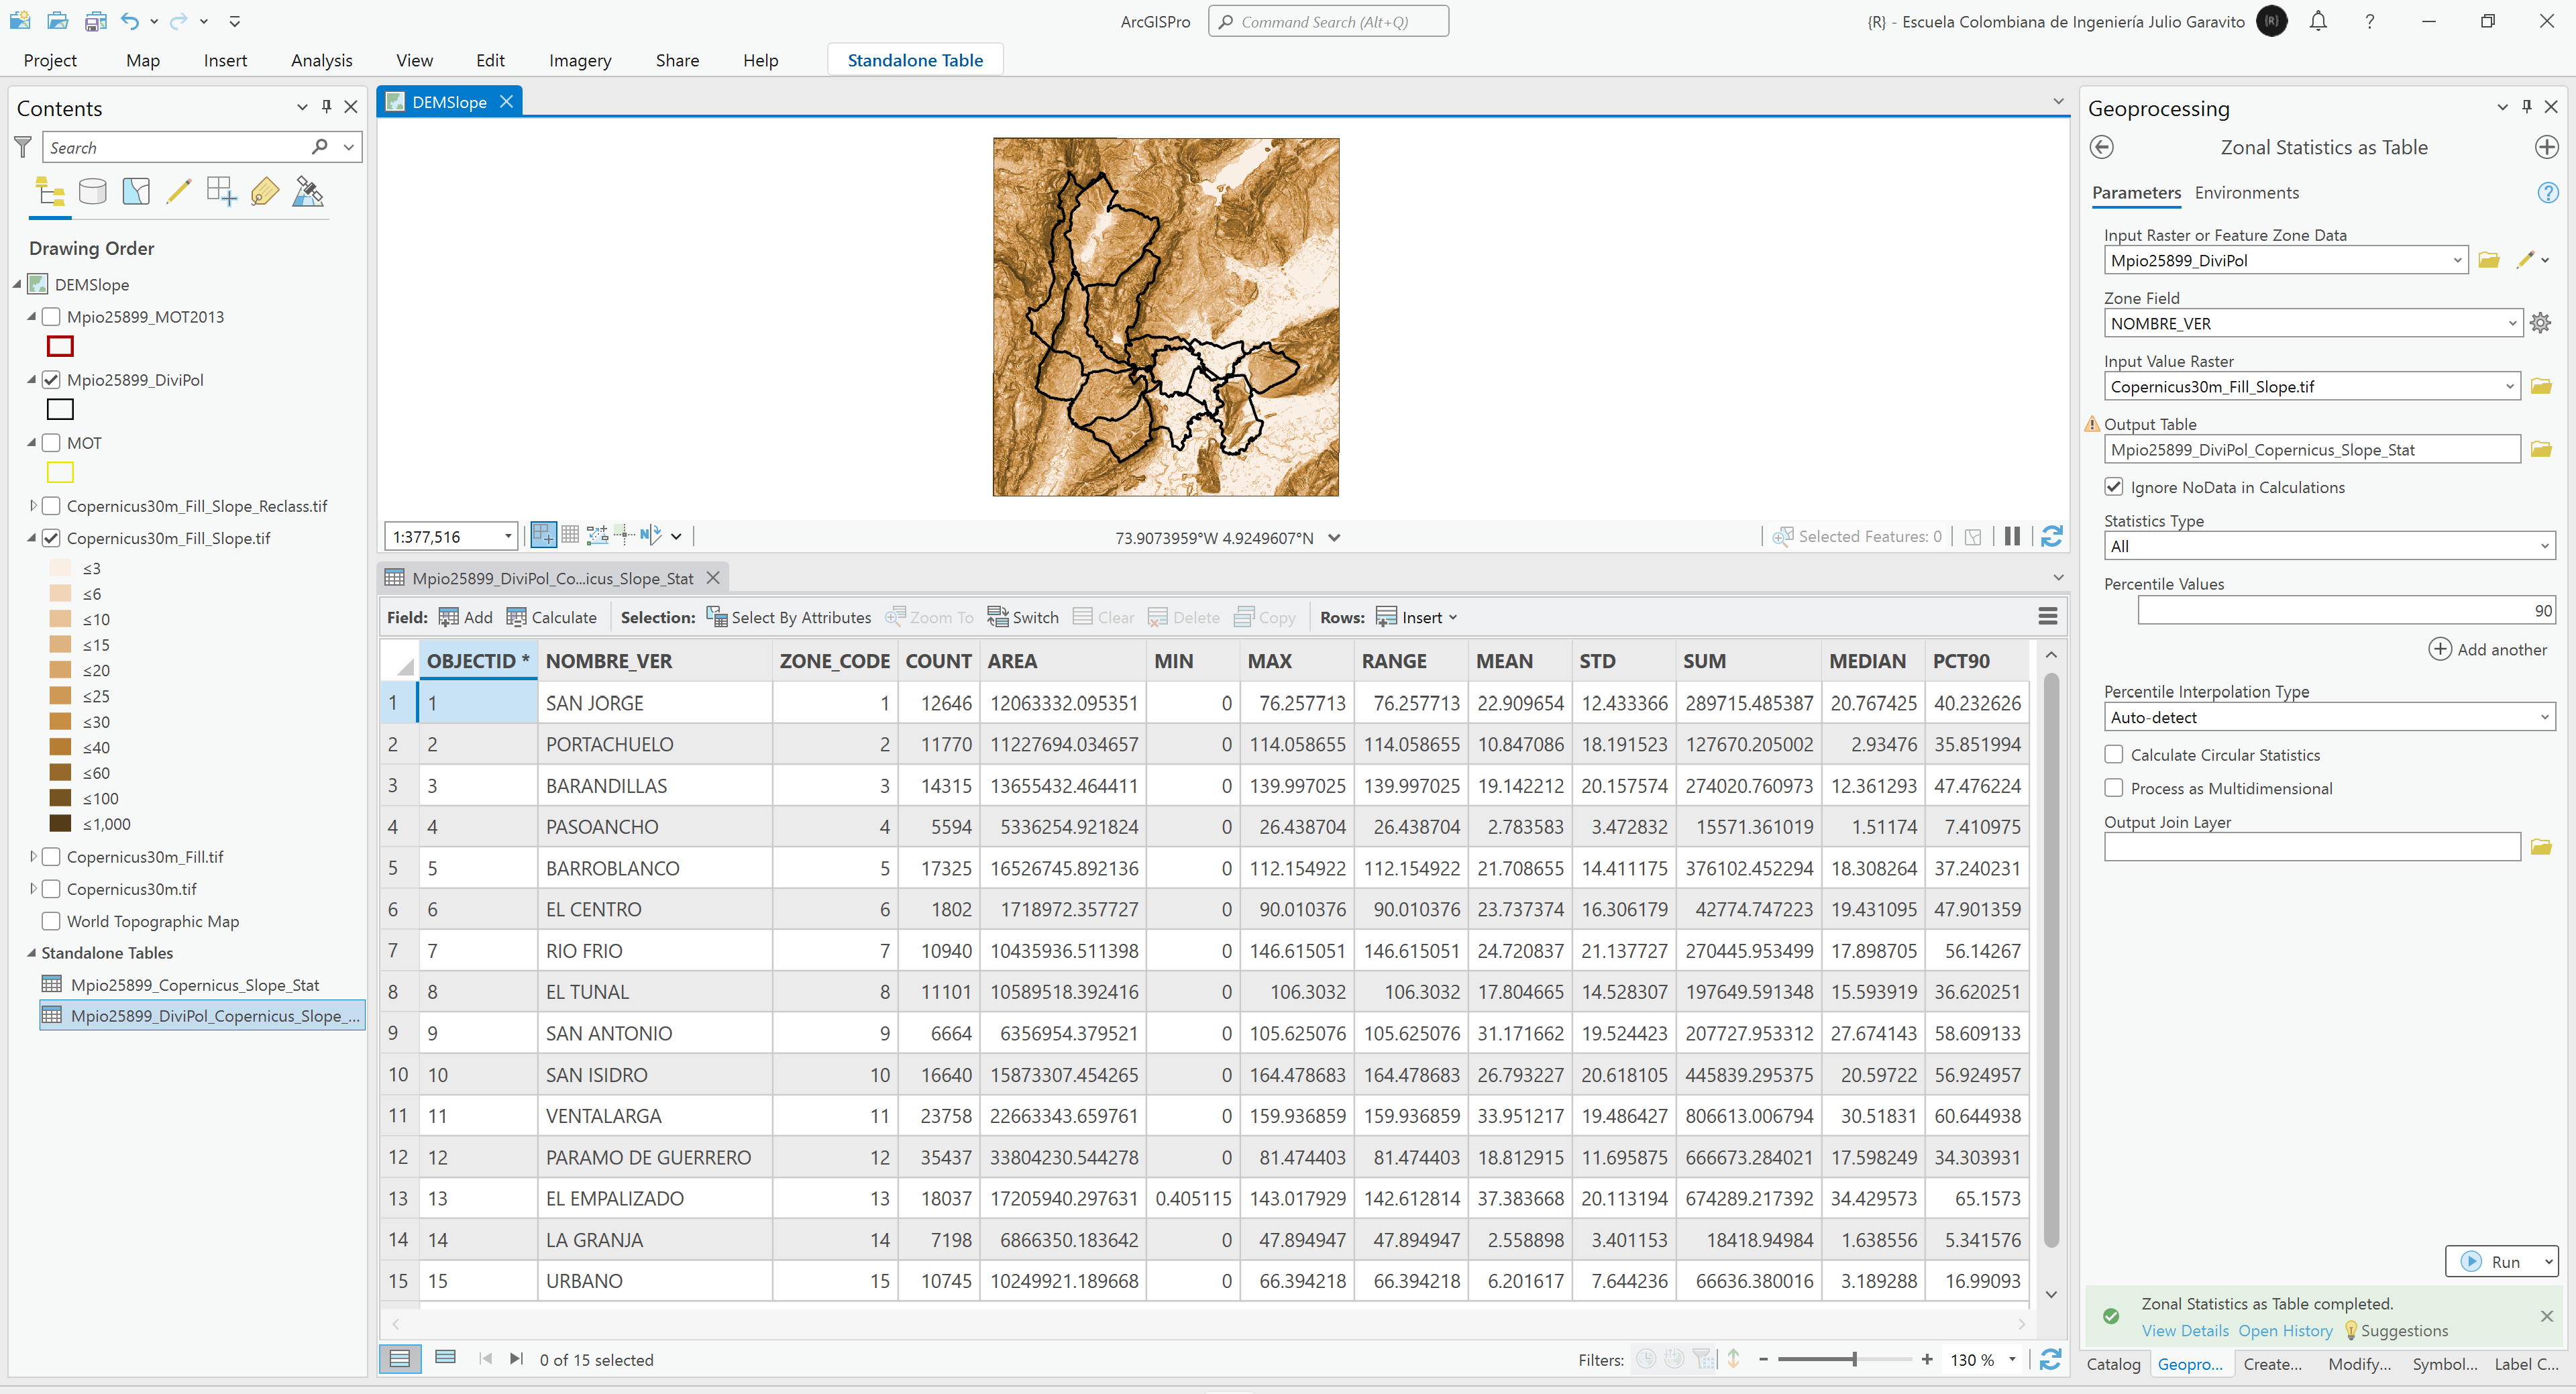 ArcGISPro
Command Search (Alt+Q)
{R} - Escuela Colombiana de Ingeniería Julio Garavito
{R}
?
Project Map Insert Analysis View Edit Imagery Share Help Standalone Table
Contents
Search
Drawing Order
DEMSlope
Mpio25899_MOT2013
Mpio25899_DiviPol
MOT
Copernicus30m_Fill_Slope_Reclass.tif
Copernicus30m_Fill_Slope.tif
≤3
≤6
≤10
≤15
≤20
≤25
≤30
≤40
≤60
≤100
≤1,000
Copernicus30m_Fill.tif
Copernicus30m.tif
World Topographic Map
Standalone Tables
Mpio25899_Copernicus_Slope_Stat
Mpio25899_DiviPol_Copernicus_Slope_...
DEMSlope
1:377,516
N
73.9073959°W 4.9249607°N
Selected Features: 0
Mpio25899_DiviPol_Co...icus_Slope_Stat
Field: Add Calculate Selection: Select By Attributes Zoom To Switch Clear Delete Copy Rows: Insert
OBJECTID * NOMBRE_VER ZONE_CODE COUNT AREA MIN MAX RANGE MEAN STD SUM MEDIAN PCT90
1 1 SAN JORGE 1 12646 12063332.095351 0 76.257713 76.257713 22.909654 12.433366 289715.485387 20.767425 40.232626
2 2 PORTACHUELO 2 11770 11227694.034657 0 114.058655 114.058655 10.847086 18.191523 127670.205002 2.93476 35.851994
3 3 BARANDILLAS 3 14315 13655432.464411 0 139.997025 139.997025 19.142212 20.157574 274020.760973 12.361293 47.476224
4 4 PASOANCHO 4 5594 5336254.921824 0 26.438704 26.438704 2.783583 3.472832 15571.361019 1.51174 7.410975
5 5 BARROBLANCO 5 17325 16526745.892136 0 112.154922 112.154922 21.708655 14.411175 376102.452294 18.308264 37.240231
6 6 EL CENTRO 6 1802 1718972.357727 0 90.010376 90.010376 23.737374 16.306179 42774.747223 19.431095 47.901359
7 7 RIO FRIO 7 10940 10435936.511398 0 146.615051 146.615051 24.720837 21.137727 270445.953499 17.898705 56.14267
8 8 EL TUNAL 8 11101 10589518.392416 0 106.3032 106.3032 17.804665 14.528307 197649.591348 15.593919 36.620251
9 9 SAN ANTONIO 9 6664 6356954.379521 0 105.625076 105.625076 31.171662 19.524423 207727.953312 27.674143 58.609133
10 10 SAN ISIDRO 10 16640 15873307.454265 0 164.478683 164.478683 26.793227 20.618105 445839.295375 20.59722 56.924957
11 11 VENTALARGA 11 23758 22663343.659761 0 159.936859 159.936859 33.951217 19.486427 806613.006794 30.51831 60.644938
12 12 PARAMO DE GUERRERO 12 35437 33804230.544278 0 81.474403 81.474403 18.812915 11.695875 666673.284021 17.598249 34.303931
13 13 EL EMPALIZADO 13 18037 17205940.297631 0.405115 143.017929 142.612814 37.383668 20.113194 674289.217392 34.429573 65.1573
14 14 LA GRANJA 14 7198 6866350.183642 0 47.894947 47.894947 2.558898 3.401153 18418.94984 1.638556 5.341576
15 15 URBANO 15 10745 10249921.189668 0 66.394218 66.394218 6.201617 7.644236 66636.380016 3.189288 16.99093
0 of 15 selected
Filters:
130 %
Geoprocessing
Zonal Statistics as Table
Parameters Environments
?
Input Raster or Feature Zone Data
Mpio25899_DiviPol
Zone Field
NOMBRE_VER
Input Value Raster
Copernicus30m_Fill_Slope.tif
Output Table
Mpio25899_DiviPol_Copernicus_Slope_Stat
Ignore NoData in Calculations
Statistics Type
All
Percentile Values
90
Add another
Percentile Interpolation Type
Auto-detect
Calculate Circular Statistics
Process as Multidimensional
Output Join Layer
Run
Zonal Statistics as Table completed.
View Details Open History Suggestions
Catalog Geopro... Create... Modify... Symbol... Label C...